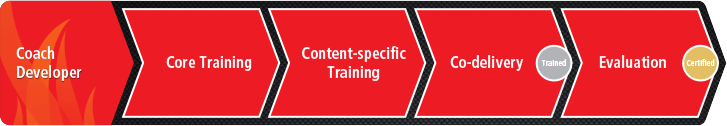 Coach
Developer
Core Training
Content-specific
Training
Co-delivery
Trained
Evaluation
Certified